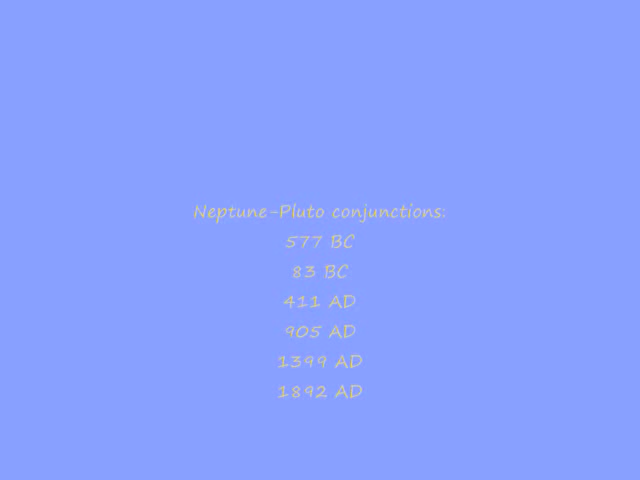 Neptune-Pluto conjunctions:
577 BC
83 BC
411 AD
905 AD
1399 AD
1892 AD